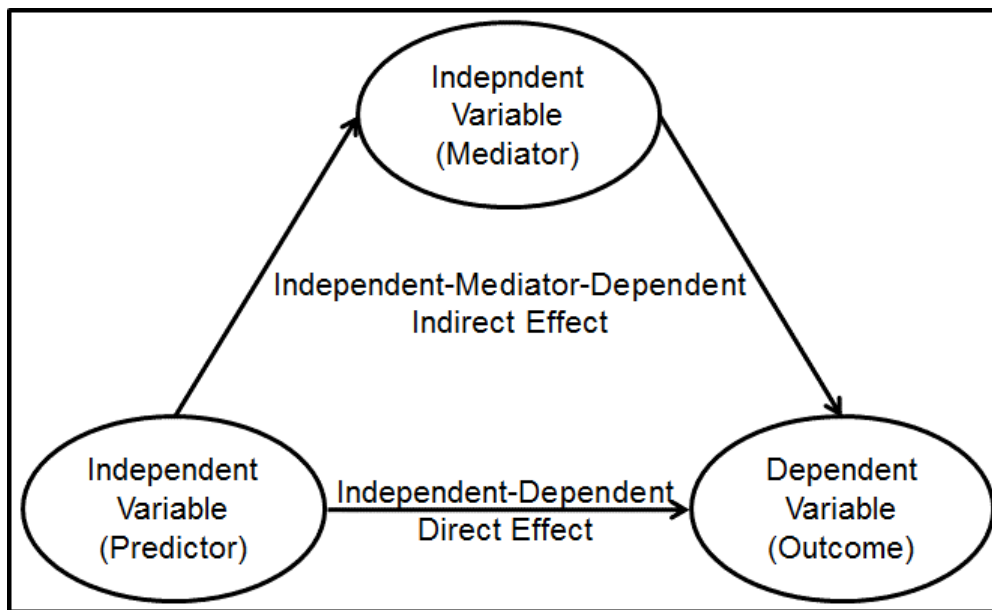 Indepndent
Variable
(Mediator)
Independent-Mediator-Dependent
Indirect Effect
Independent
Variable
(Predictor)
Independent-Dependent
Direct Effect
Dependent
Variable
(Outcome)